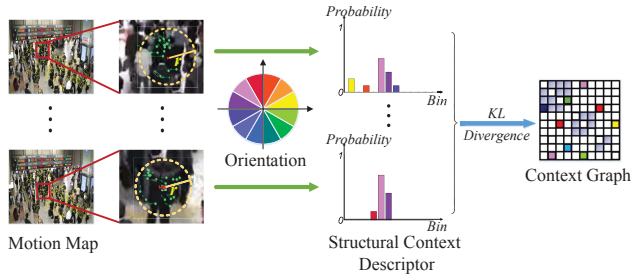 Probability
1
0
Bin
r
Orientation
KL
Divergence
Probability
1
0
Bin
r
Motion Map
Structural Context
Descriptor
Context Graph